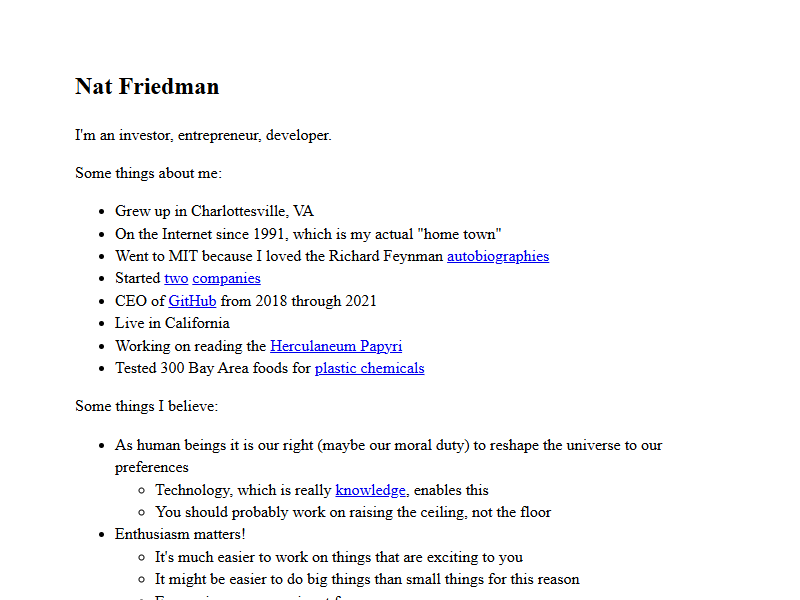 Nat Friedman
I'm an investor, entrepreneur, developer.
Some things about me:
Grew up in Charlottesville, VA
On the Internet since 1991, which is my actual "home town"
Went to MIT because I loved the Richard Feynman autobiographies
Started two companies
CEO of GitHub from 2018 through 2021
Live in California
Working on reading the Herculaneum Papyri
Tested 300 Bay Area foods for plastic chemicals
Some things I believe:
As human beings it is our right (maybe our moral duty) to reshape the universe to our
preferences
Technology, which is really knowledge, enables this
You should probably work on raising the ceiling, not the floor
Enthusiasm matters!
It's much easier to work on things that are exciting to you
It might be easier to do big things than small things for this reason